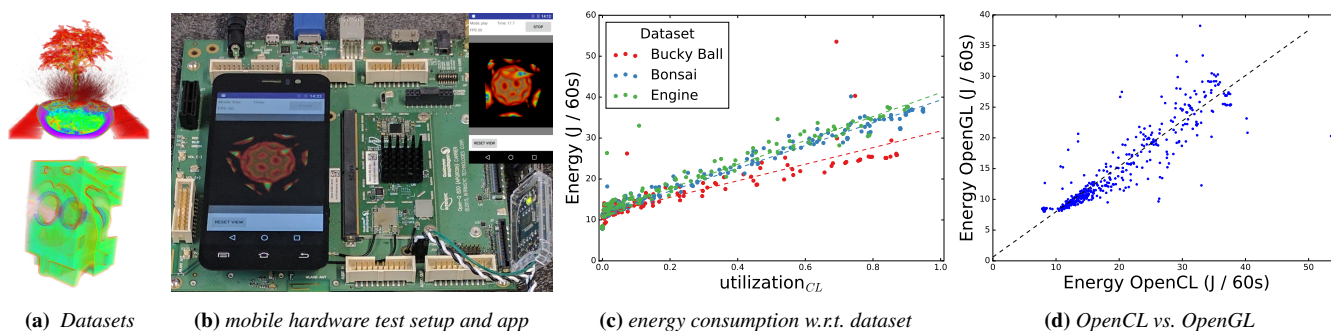 STOP
RESET VIEW
RESET VIEW
60
50
40
30
20
10
0
0.0
0.2
0.4
0.6
0.8
1.0
Energy (J / 60s)
utilization_CL
Dataset
Bucky Ball
Bonsai
Engine
40
35
30
25
20
15
10
5
0
0
10
20
30
40
50
Energy OpenGL (J / 60s)
Energy OpenCL (J / 60s)
(a) Datasets
(b) mobile hardware test setup and app
(c) energy consumption w.r.t. dataset
(d) OpenCL vs. OpenGL